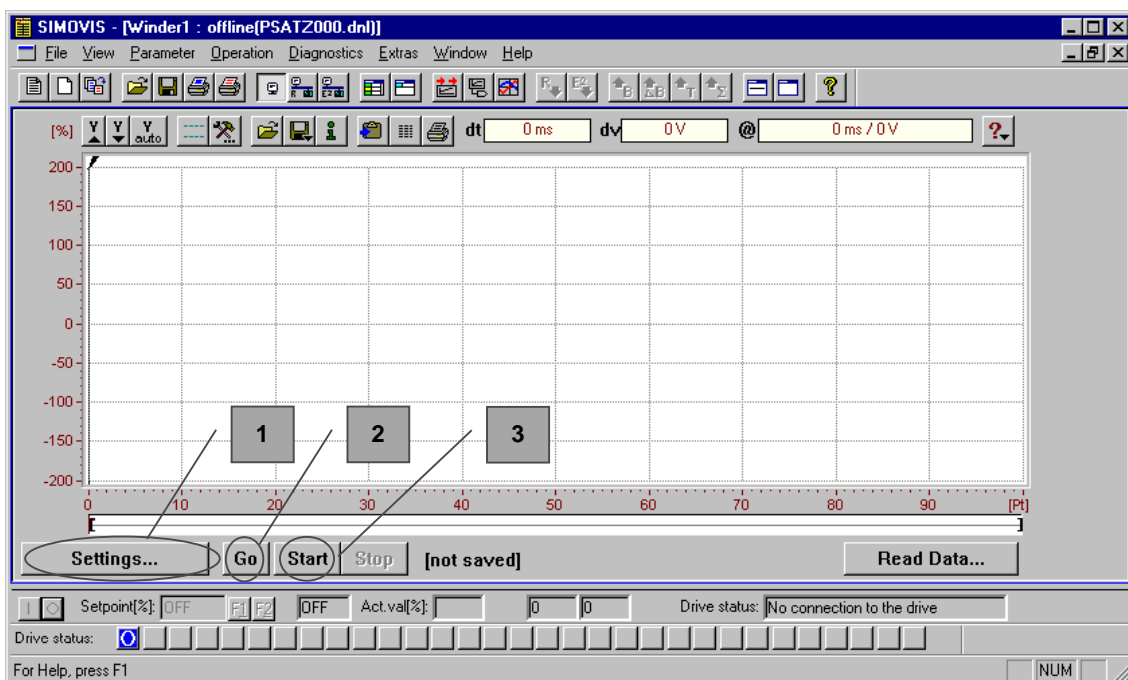 SIMOVIS - [Winder1 : offline(PSATZ000.dnl)]
File View Parameter Operation Diagnostics Extras Window Help
[%] Y Y Y auto dt 0 ms dv 0 V @ 0 ms / 0 V ?
200
150
100
50
0
-50
-100
-150
-200
1 2 3
0 10 20 30 40 50 60 70 80 90 [Pt]
Settings... Go Start Stop [not saved] Read Data...
Setpoint[%]: OFF F1 F2 OFF Act.val[%]: 0 0 Drive status: No connection to the drive
Drive status: O
For Help, press F1 NUM